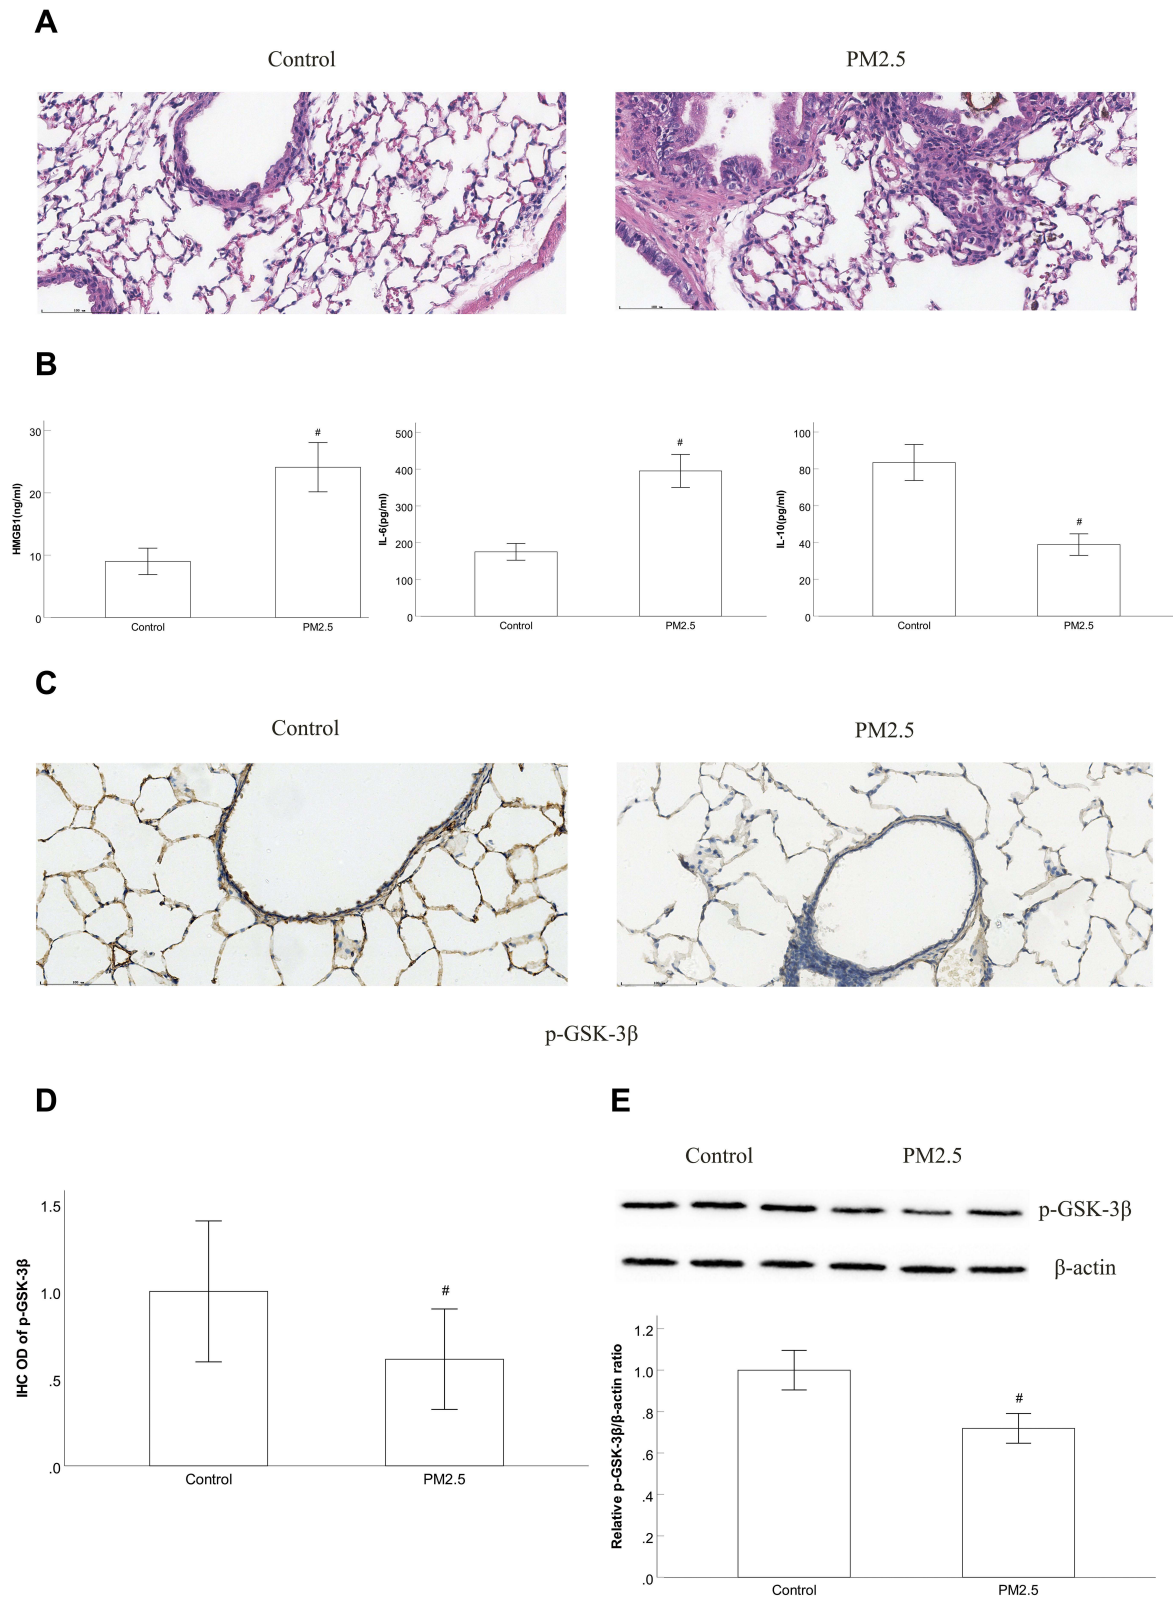 A
Control
PM2.5
100 um
B
HMGB1(ng/ml)
30
20
10
0
#
Control
PM2.5
IL-6(pg/ml)
500
400
300
200
100
0
#
Control
PM2.5
IL-10(pg/ml)
100
80
60
40
20
0
#
Control
PM2.5
C
Control
PM2.5
p-GSK-3β
D
IHC OD of p-GSK-3β
1.5
1.0
.5
.0
#
Control
PM2.5
E
Control
PM2.5
p-GSK-3β
β-actin
Relative p-GSK-3β/β-actin ratio
1.2
1.0
.8
.6
.4
.2
.0
#
Control
PM2.5